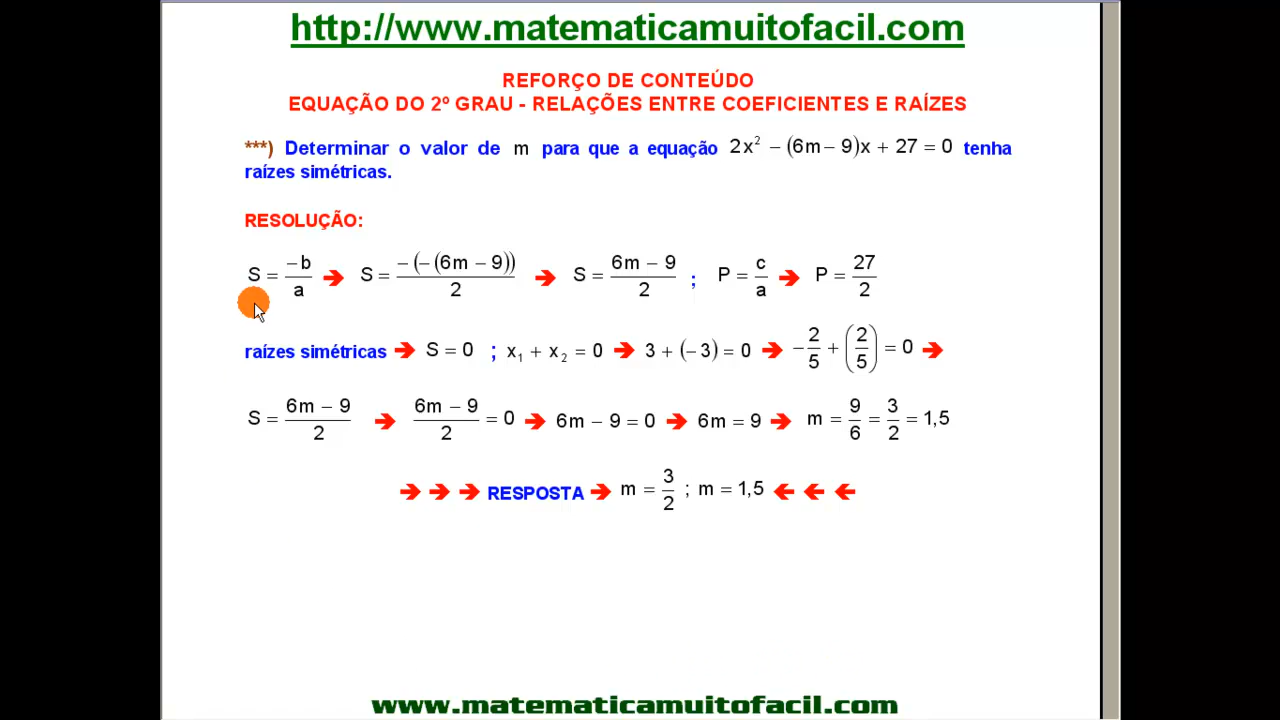 http://www.matematicamuitofacil.com
REFORÇO DE CONTEÚDO
EQUAÇÃO DO 2º GRAU - RELAÇÕES ENTRE COEFICIENTES E RAÍZES
***) Determinar o valor de m para que a equação 2x² − (6m − 9)x + 27 = 0 tenha
raízes simétricas.
RESOLUÇÃO:
S = −b/a ➔ S = −(−(6m − 9))/2 ➔ S = (6m − 9)/2 ; P = c/a ➔ P = 27/2
raízes simétricas ➔ S = 0 ; x₁ + x₂ = 0 ➔ 3 + (−3) = 0 ➔ −2/5 + (2/5) = 0 ➔
S = (6m − 9)/2 ➔ (6m − 9)/2 = 0 ➔ 6m − 9 = 0 ➔ 6m = 9 ➔ m = 9/6 = 3/2 = 1,5
➔ ➔ ➔ RESPOSTA ➔ m = 3/2 ; m = 1,5 🡸 🡸 🡸
www.matematicamuitofacil.com